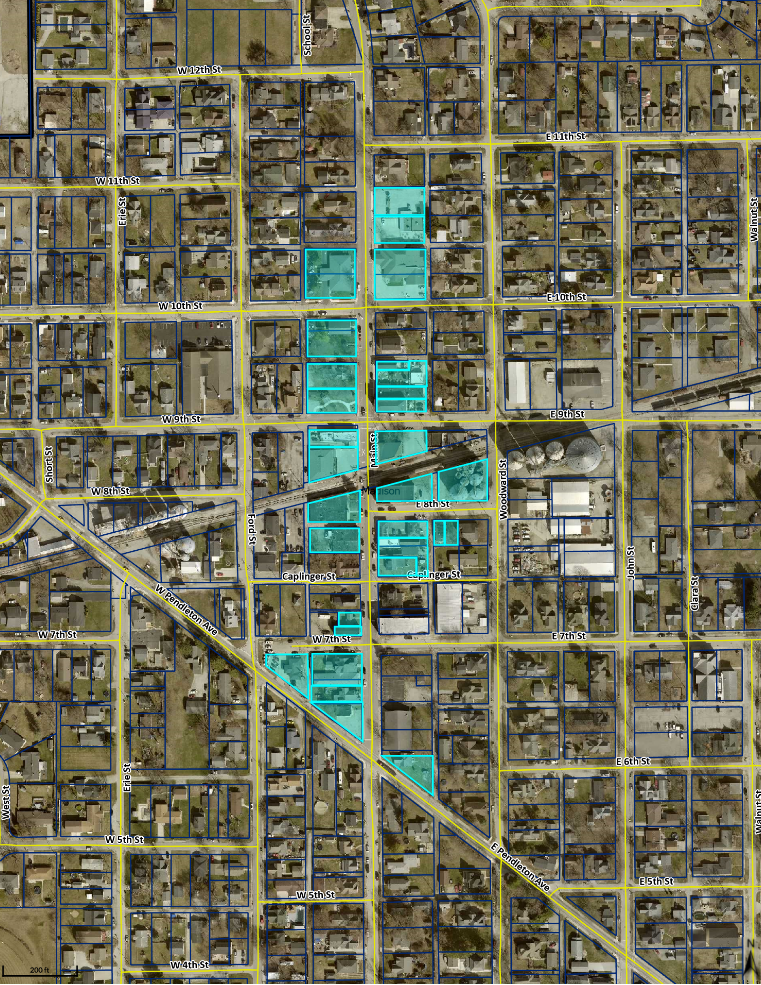 School St
W 12th St
E 11th St
W 11th St
Erie St
Walnut St
W 10th St
E 10th St
W 9th St
E 9th St
Main St
Short St
Madison
W 8th St
E 8th St
Woodward St
Ford St
John St
Caplinger St
Caplinger St
Clara St
W Pendleton Ave
W 7th St
W 7th St
E 7th St
E 6th St
Erie St
West St
Walnut St
W 5th St
E Pendleton Ave
E 5th St
W 5th St
W 4th St
N
200 ft